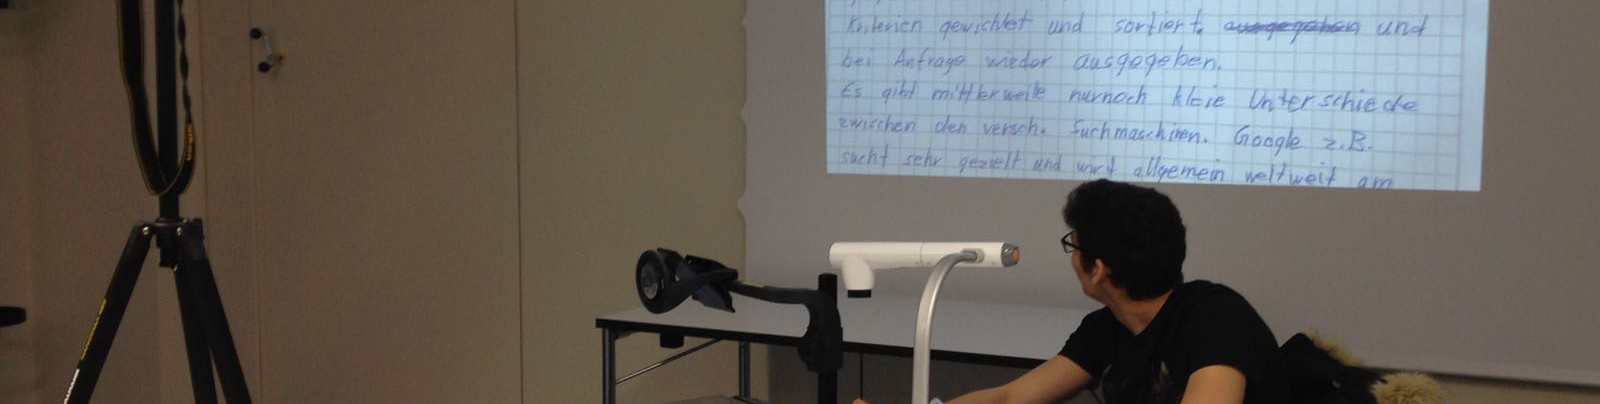 Kriterien gewichtet und sortiert. ausgegeben und
bei Anfrage wieder ausgegeben.
Es gibt mittlerweile nurnoch kleie Unterschiede
zwischen den versch. Suchmaschinen. Google z.B.
sucht sehr gezielt und wird allgemein weltweit am